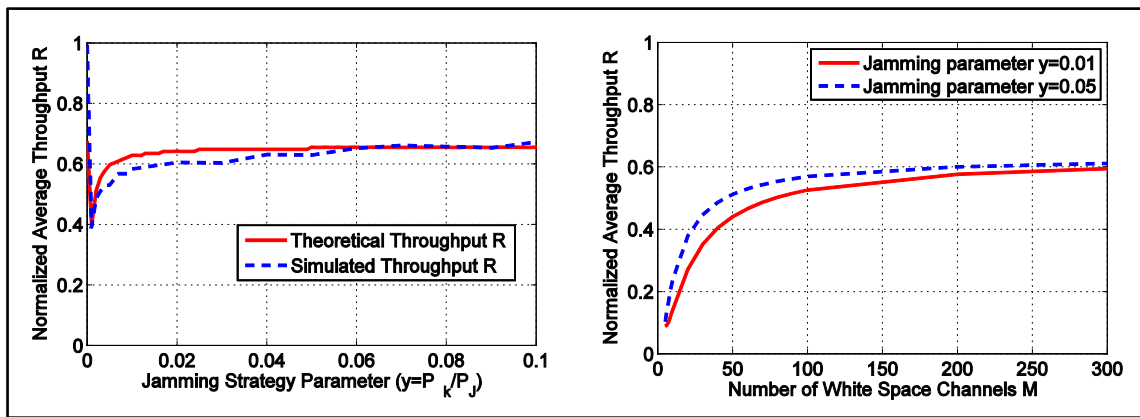 Normalized Average Throughput R
1
0.8
0.6
0.4
0.2
0
Theoretical Throughput R
Simulated Throughput R
0 0.02 0.04 0.06 0.08 0.1
Jamming Strategy Parameter (y=P_k/P_J)
Normalized Average Throughput R
1
0.8
0.6
0.4
0.2
0
Jamming parameter y=0.01
Jamming parameter y=0.05
0 50 100 150 200 250 300
Number of White Space Channels M